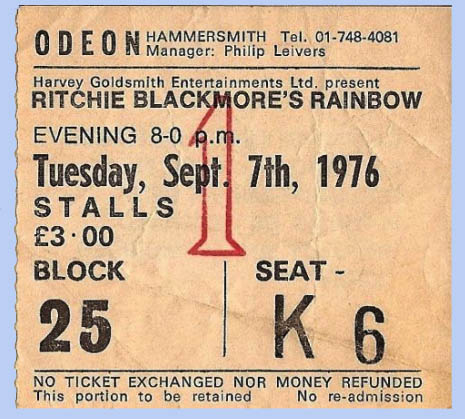 ODEON HAMMERSMITH Tel. 01-748-4081
Manager: Philip Leivers
Harvey Goldsmith Entertainments Ltd. present
RITCHIE BLACKMORE'S RAINBOW
EVENING 8-0 p.m.
Tuesday, Sept. 7th, 1976
STALLS
£3·00
1
BLOCK SEAT -
25 K 6
NO TICKET EXCHANGED NOR MONEY REFUNDED
This portion to be retained No re-admission